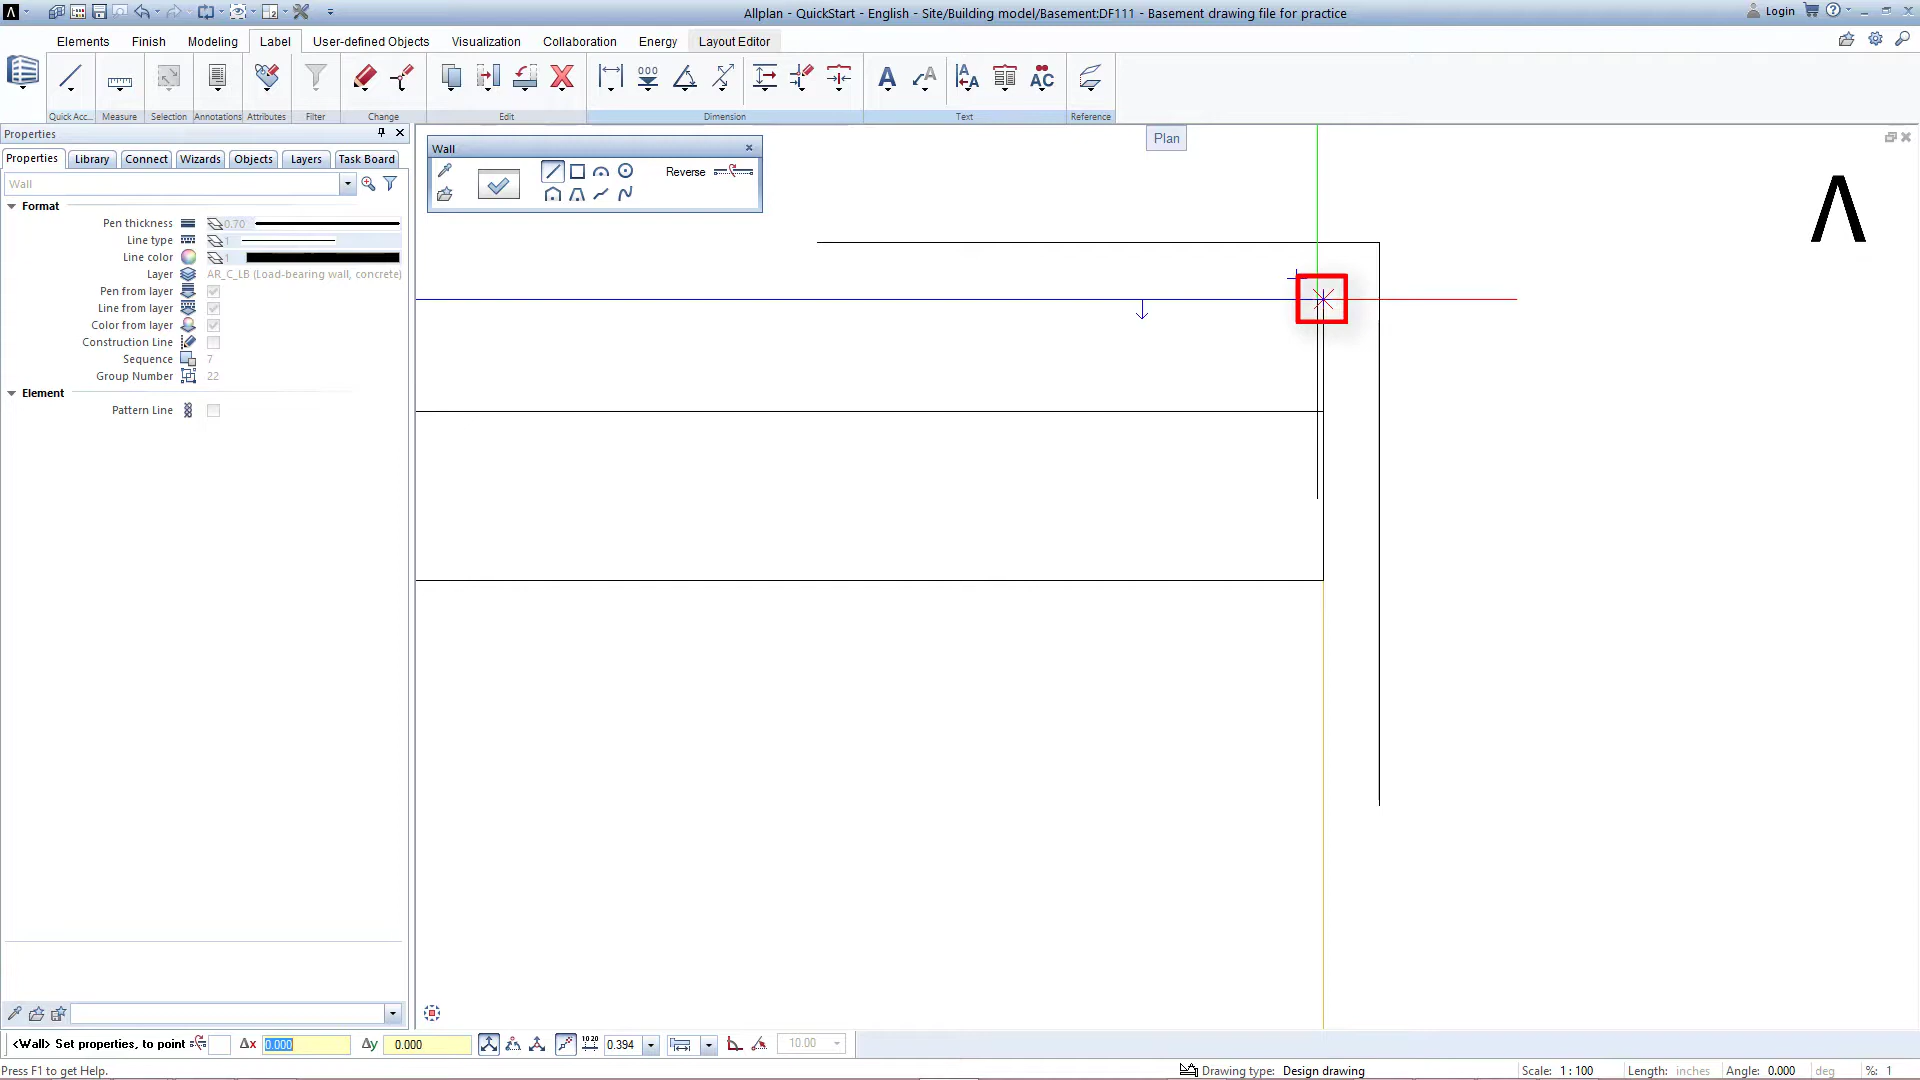 Allplan - QuickStart - English - Site/Building model/Basement:DF111 - Basement drawing file for practice
Login
Elements Finish Modeling Label User-defined Objects Visualization Collaboration Energy Layout Editor
Quick Acc... Measure Selection Annotations Attributes Filter Change Edit Dimension Text Reference
Properties
Properties Library Connect Wizards Objects Layers Task Board
Wall
Format
Pen thickness 0.70
Line type 1
Line color 1
Layer AR_C_LB (Load-bearing wall, concrete)
Pen from layer
Line from layer
Color from layer
Construction Line
Sequence 7
Group Number 22
Element
Pattern Line
Wall
Reverse
Plan
<Wall> Set properties, to point Δx 0.000 Δy 0.000 1020 0.394 10.00
Press F1 to get Help. Drawing type: Design drawing Scale: 1 : 100 Length: inches Angle: 0.000 deg %: 1